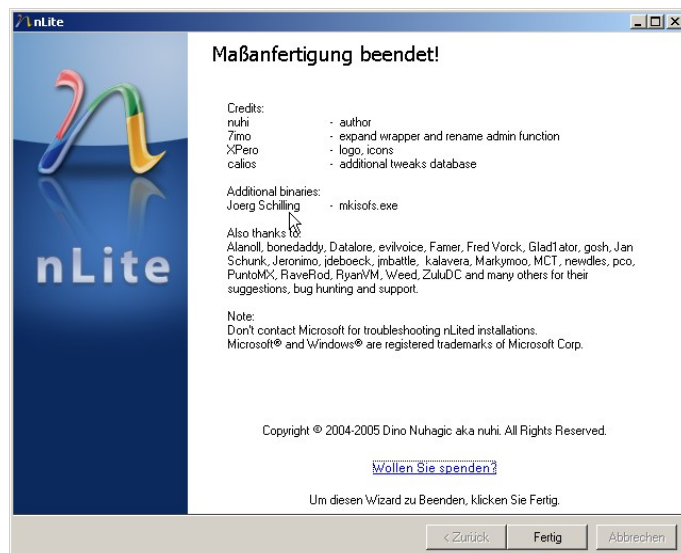 nLite
Maßanfertigung beendet!
Credits:
nuhi - author
7imo - expand wrapper and rename admin function
XPero - logo, icons
calios - additional tweaks database
Additional binaries:
Joerg Schilling - mkisofs.exe
Also thanks to:
Alanoll, bonedaddy, Datalore, evilvoice, Famer, Fred Vorck, Glad1ator, gosh, Jan
Schunk, Jeronimo, jdeboeck, jmbattle, kalavera, Markymoo, MCT, newdles, pco,
PuntoMX, RaveRod, RyanVM, Weed, ZuluDC and many others for their
suggestions, bug hunting and support.
Note:
Don't contact Microsoft for troubleshooting nLited installations.
Microsoft® and Windows® are registered trademarks of Microsoft Corp.
nLite
Copyright © 2004-2005 Dino Nuhagic aka nuhi. All Rights Reserved.
Wollen Sie spenden?
Um diesen Wizard zu Beenden, klicken Sie Fertig.
< Zurück Fertig Abbrechen